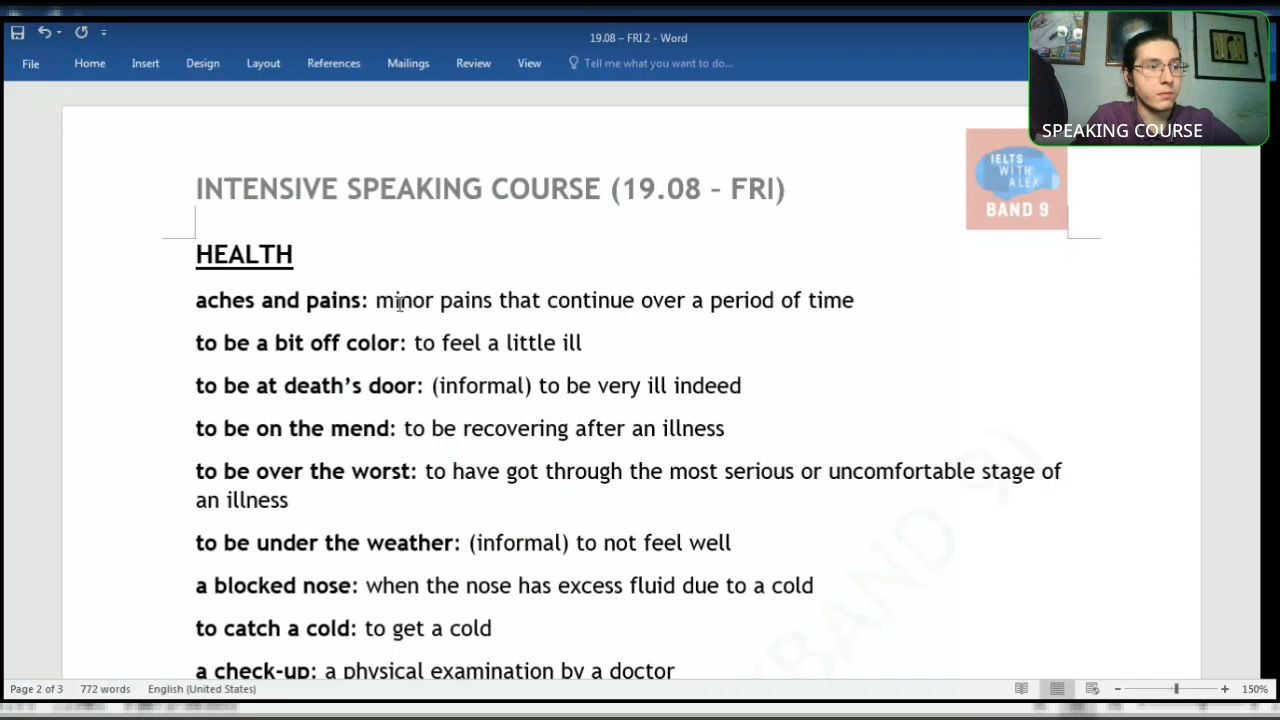 19.08 – FRI 2 - Word
File Home Insert Design Layout References Mailings Review View Tell me what you want to do...
SPEAKING COURSE
INTENSIVE SPEAKING COURSE (19.08 – FRI)
IELTS
WITH
ALEX
BAND 9
HEALTH
aches and pains: minor pains that continue over a period of time
to be a bit off color: to feel a little ill
to be at death's door: (informal) to be very ill indeed
to be on the mend: to be recovering after an illness
to be over the worst: to have got through the most serious or uncomfortable stage of
an illness
to be under the weather: (informal) to not feel well
a blocked nose: when the nose has excess fluid due to a cold
to catch a cold: to get a cold
a check-up: a physical examination by a doctor
BAND 9)
Page 2 of 3 772 words English (United States) 150%